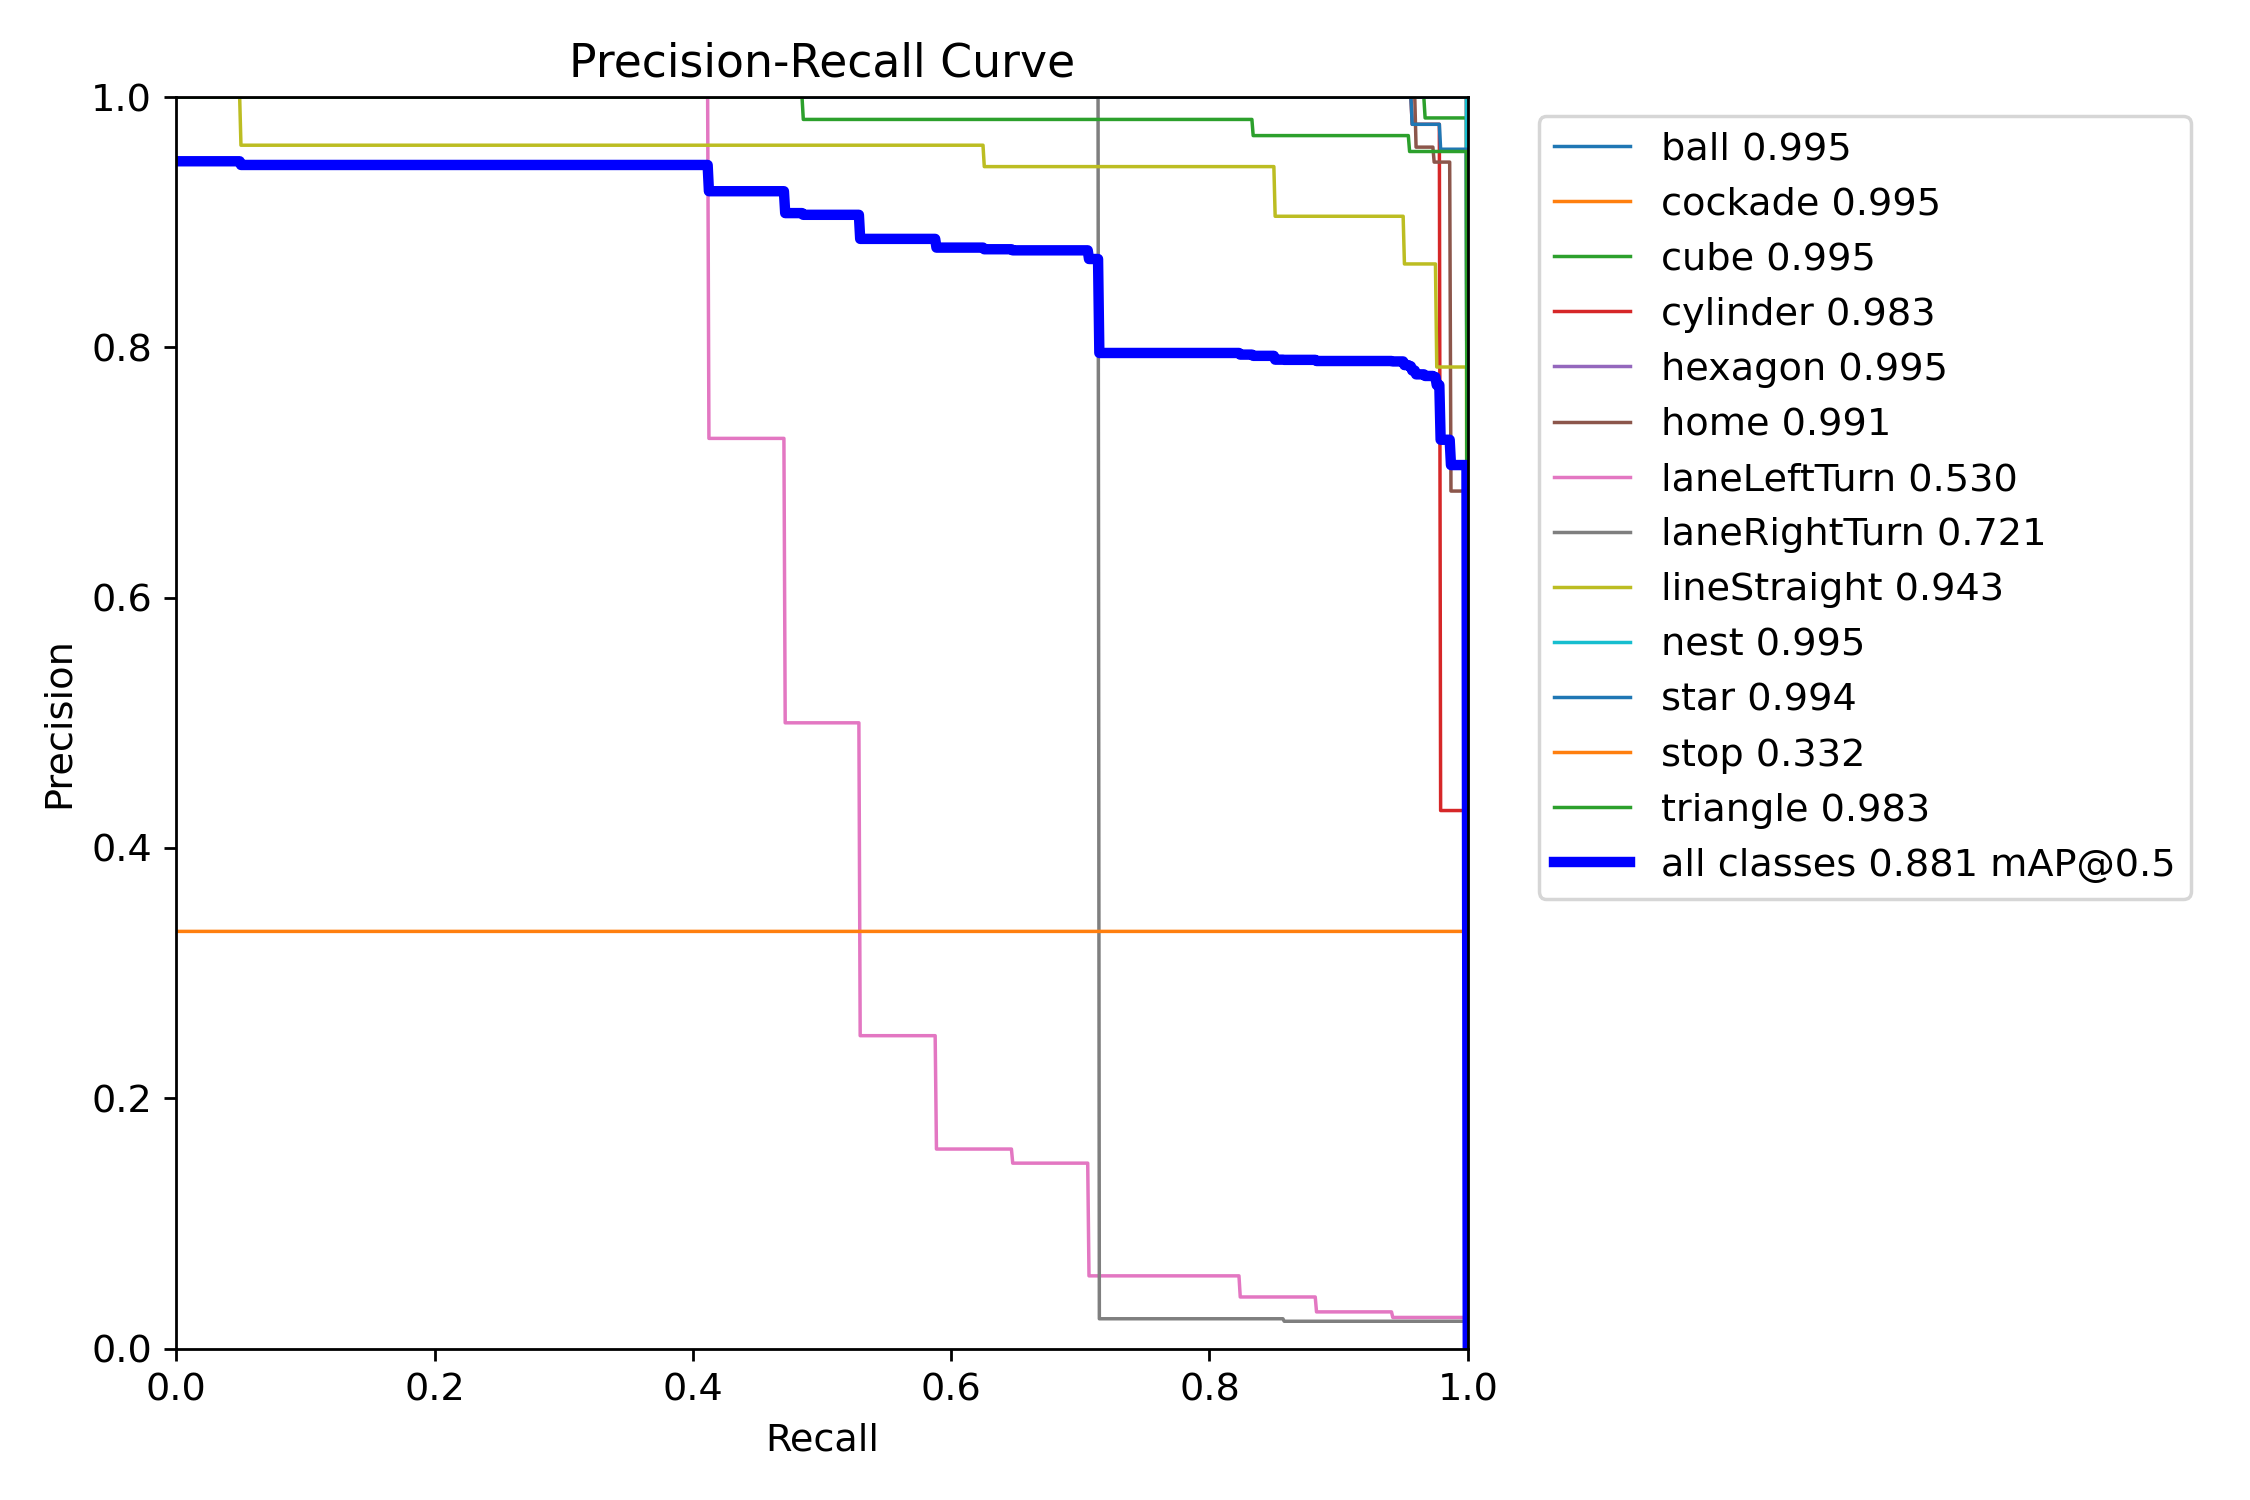 Precision-Recall Curve
1.0
0.8
0.6
0.4
0.2
0.0
Precision
0.0 0.2 0.4 0.6 0.8 1.0
Recall
ball 0.995
cockade 0.995
cube 0.995
cylinder 0.983
hexagon 0.995
home 0.991
laneLeftTurn 0.530
laneRightTurn 0.721
lineStraight 0.943
nest 0.995
star 0.994
stop 0.332
triangle 0.983
all classes 0.881 mAP@0.5